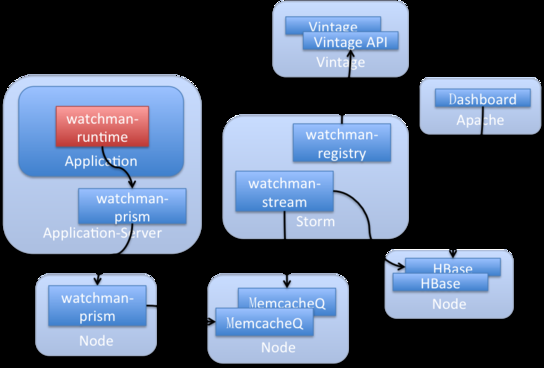 Vintage
Vintage API
Vintage
Dashboard
Apache
watchman-
runtime
Application
watchman-
prism
Application-Server
watchman-
registry
watchman-
stream
Storm
watchman-
prism
Node
MemcacheQ
MemcacheQ
Node
HBase
HBase
Node